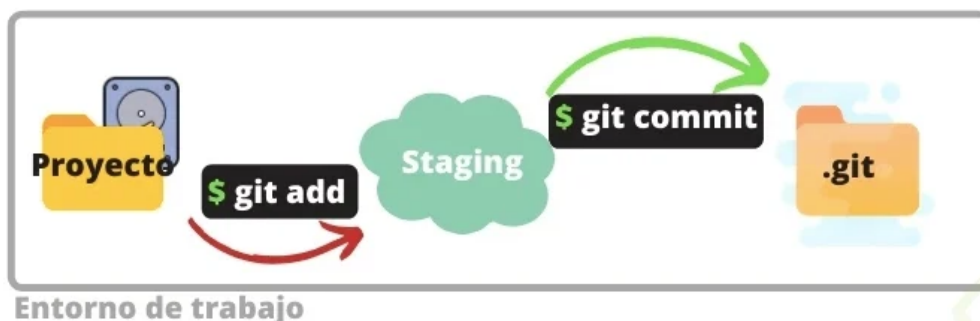 Proyecto
$ git add
Staging
$ git commit
.git
Entorno de trabajo